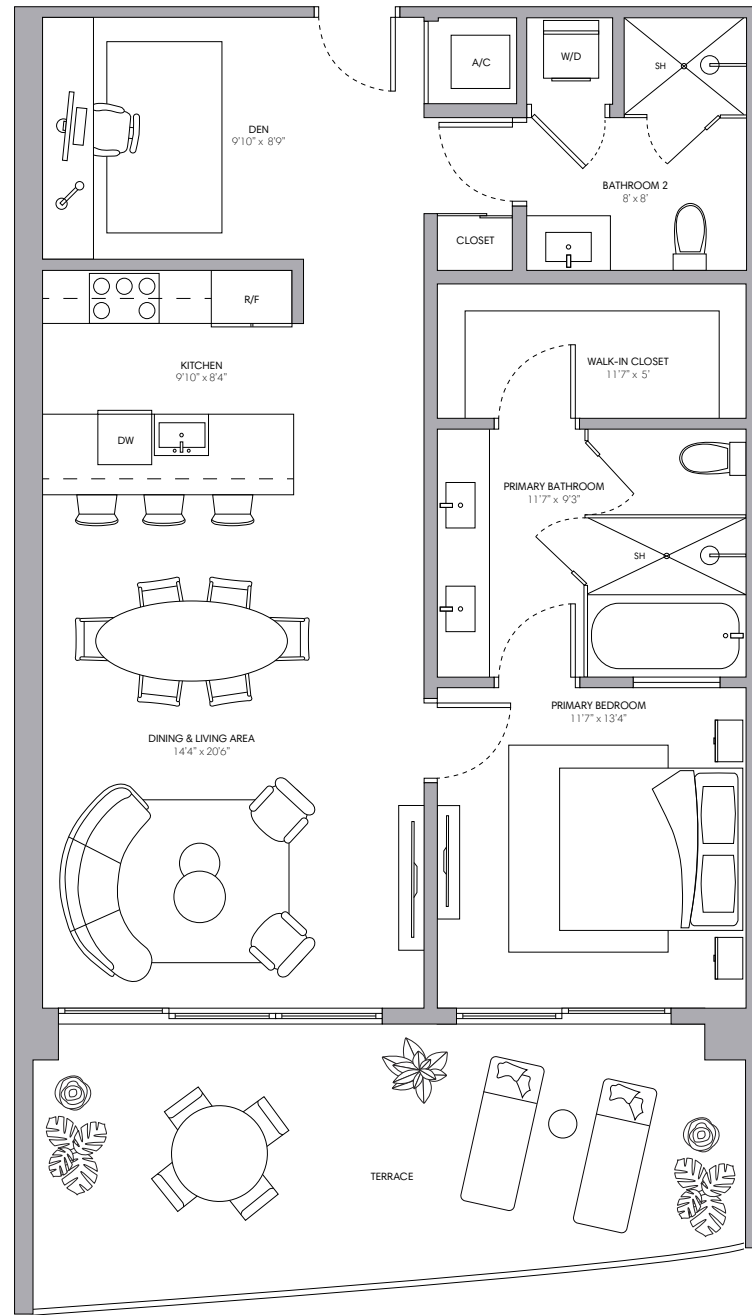 A/C
W/D
SH
DEN
9'10" x 8'9"
BATHROOM 2
8' x 8'
CLOSET
R/F
KITCHEN
9'10" x 8'4"
WALK-IN CLOSET
11'7" x 5'
DW
PRIMARY BATHROOM
11'7" x 9'3"
SH
PRIMARY BEDROOM
11'7" x 13'4"
DINING & LIVING AREA
14'4" x 20'6"
TERRACE